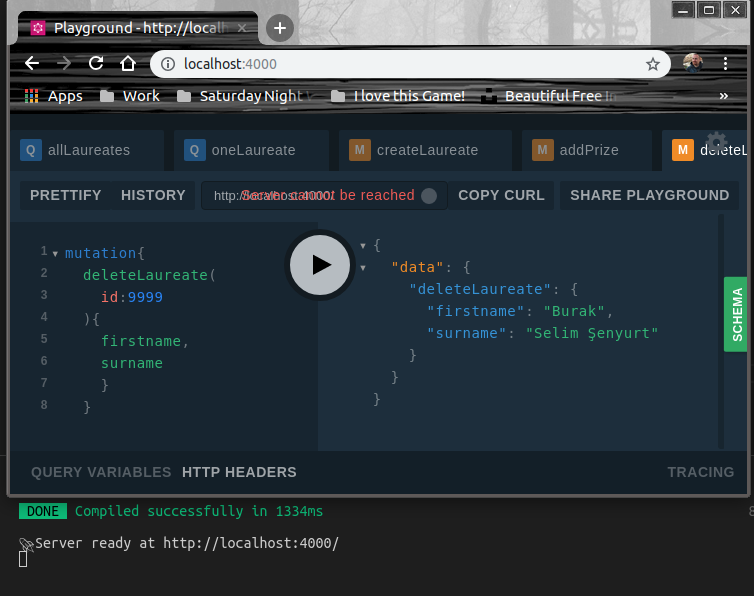 Playground - http://locall
localhost:4000
Apps Work Saturday Night I love this Game! Beautiful Free »
Q allLaureates Q oneLaureate M createLaureate M addPrize M deleteL
PRETTIFY HISTORY http://localhost:4000/ Server cannot be reached COPY CURL SHARE PLAYGROUND
1 mutation{
2 deleteLaureate(
3 id:9999
4 ){
5 firstname,
6 surname
7 }
8 }
{
"data": {
"deleteLaureate": {
"firstname": "Burak",
"surname": "Selim Şenyurt"
}
}
}
SCHEMA
QUERY VARIABLES HTTP HEADERS TRACING
DONE Compiled successfully in 1334ms
Server ready at http://localhost:4000/